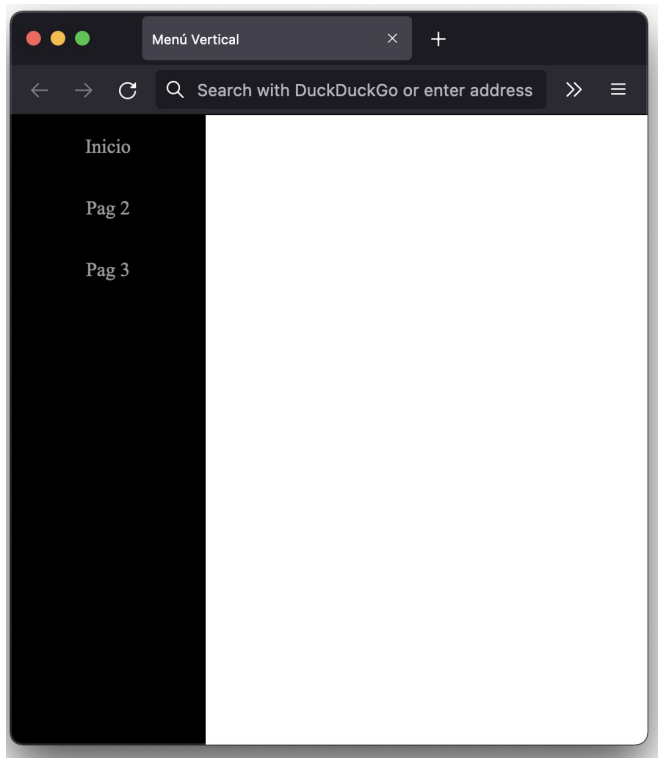 Menú Vertical
Search with DuckDuckGo or enter address
Inicio
Pag 2
Pag 3